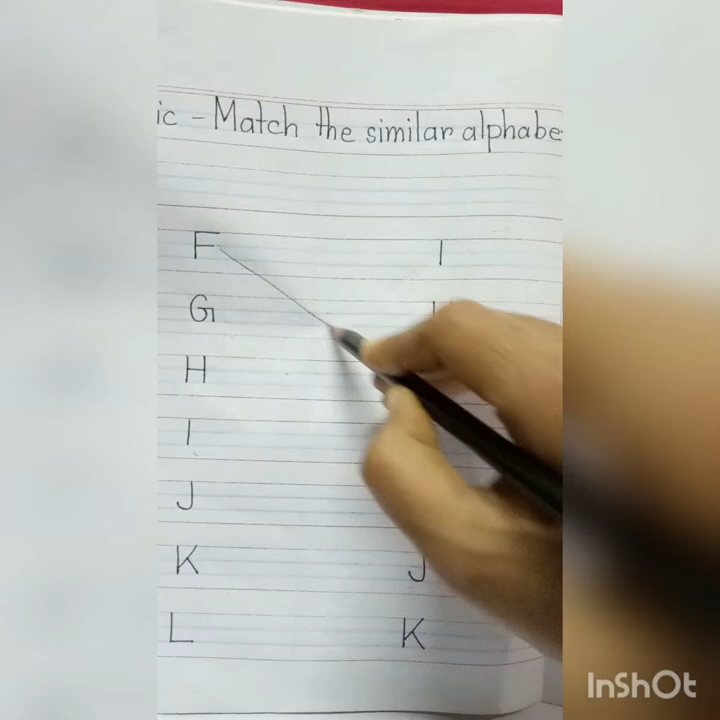 ic - Match the similar alphabe
F I
G
H
I
J
K J
L K
InShOt